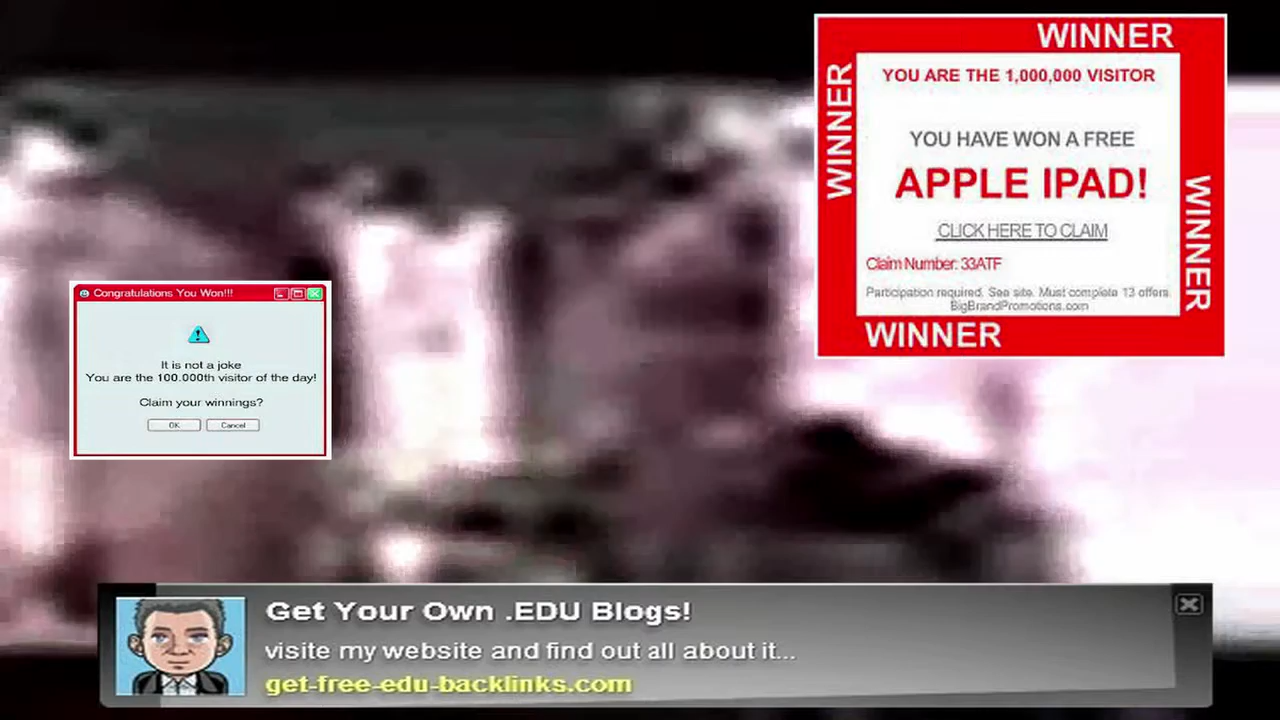 WINNER
WINNER
YOU ARE THE 1,000,000 VISITOR
YOU HAVE WON A FREE
APPLE IPAD!
CLICK HERE TO CLAIM
Claim Number: 33ATF
Participation required. See site. Must complete 13 offers.
BigBrandPromotions.com
WINNER
WINNER
Congratulations You Won!!!
It is not a joke
You are the 100.000th visitor of the day!
Claim your winnings?
OK Cancel
Get Your Own .EDU Blogs!
visite my website and find out all about it...
get-free-edu-backlinks.com